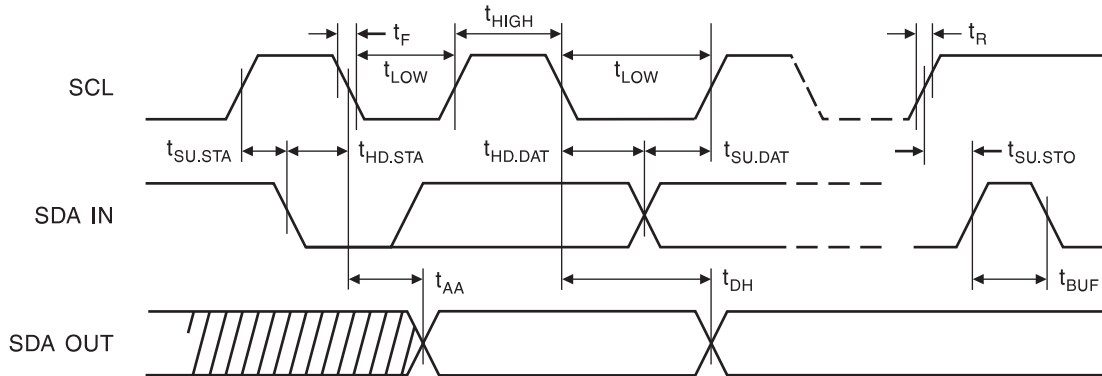 tHIGH
tF
tR
tLOW
tLOW
SCL
tSU.STA
tHD.STA
tHD.DAT
tSU.DAT
tSU.STO
SDA IN
tAA
tDH
tBUF
SDA OUT